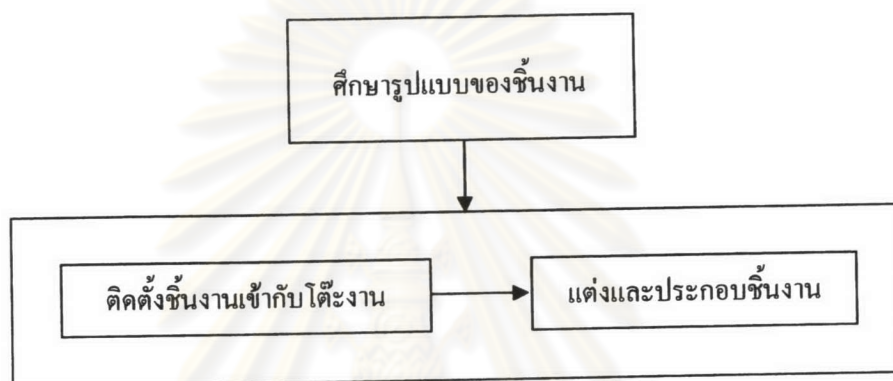 ศึกษารูปแบบของชิ้นงาน
ติดตั้งชิ้นงานเข้ากับโต๊ะงาน
แต่งและประกอบชิ้นงาน